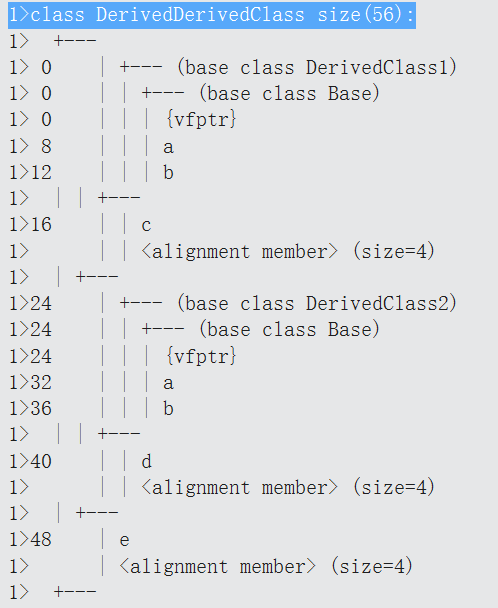 1>class DerivedDerivedClass size(56):
1>  +---
1> 0    | +--- (base class DerivedClass1)
1> 0    | | +--- (base class Base)
1> 0    | | | {vfptr}
1> 8    | | | a
1>12    | | | b
1>  | | +---
1>16    | | c
1>      | | <alignment member> (size=4)
1>  | +---
1>24    | +--- (base class DerivedClass2)
1>24    | | +--- (base class Base)
1>24    | | | {vfptr}
1>32    | | | a
1>36    | | | b
1>  | | +---
1>40    | | d
1>      | | <alignment member> (size=4)
1>  | +---
1>48    | e
1>      | <alignment member> (size=4)
1>  +---